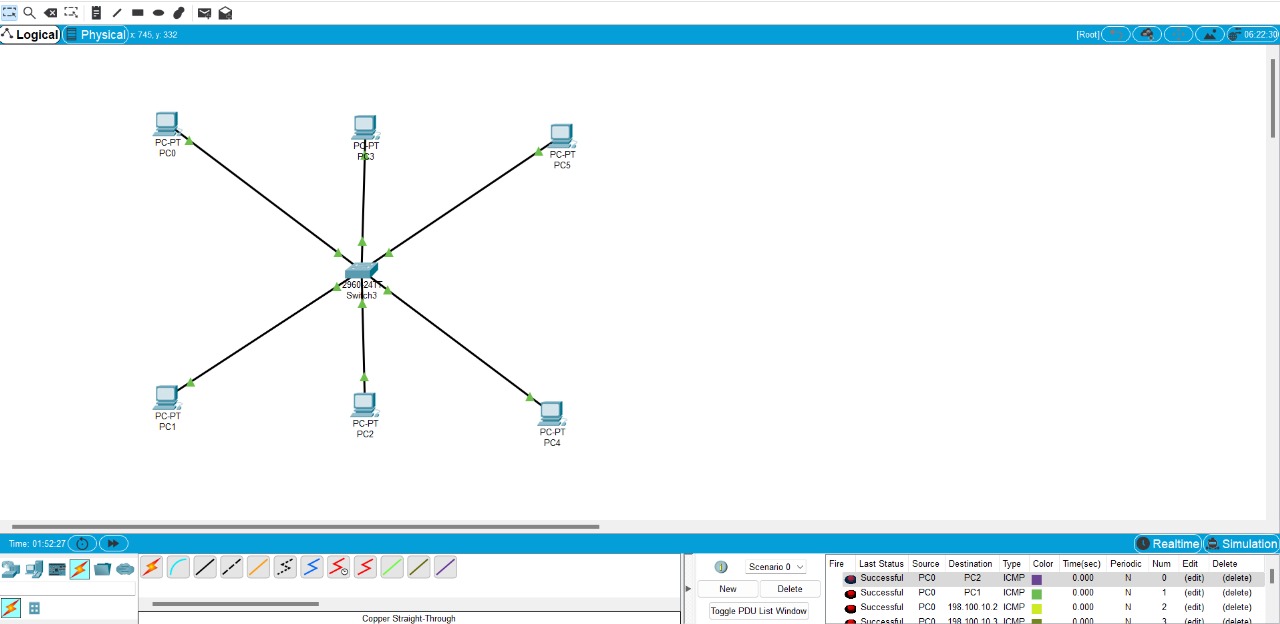 Logical Physical x: 745, y: 332 [Root] 06:22:30
PC-PT
PC0
PC-PT
PC3
PC-PT
PC5
2960-24TT
Switch3
PC-PT
PC1
PC-PT
PC2
PC-PT
PC4
Time: 01:52:27 Realtime Simulation
Scenario 0
New Delete
Toggle PDU List Window
Copper Straight-Through
Fire Last Status Source Destination Type Color Time(sec) Periodic Num Edit Delete
Successful PC0 PC2 ICMP 0.000 N 0 (edit) (delete)
Successful PC0 PC1 ICMP 0.000 N 1 (edit) (delete)
Successful PC0 198.100.10.2 ICMP 0.000 N 2 (edit) (delete)
Successful PC0 198.100.10.3 ICMP 0.000 N 3 (edit) (delete)